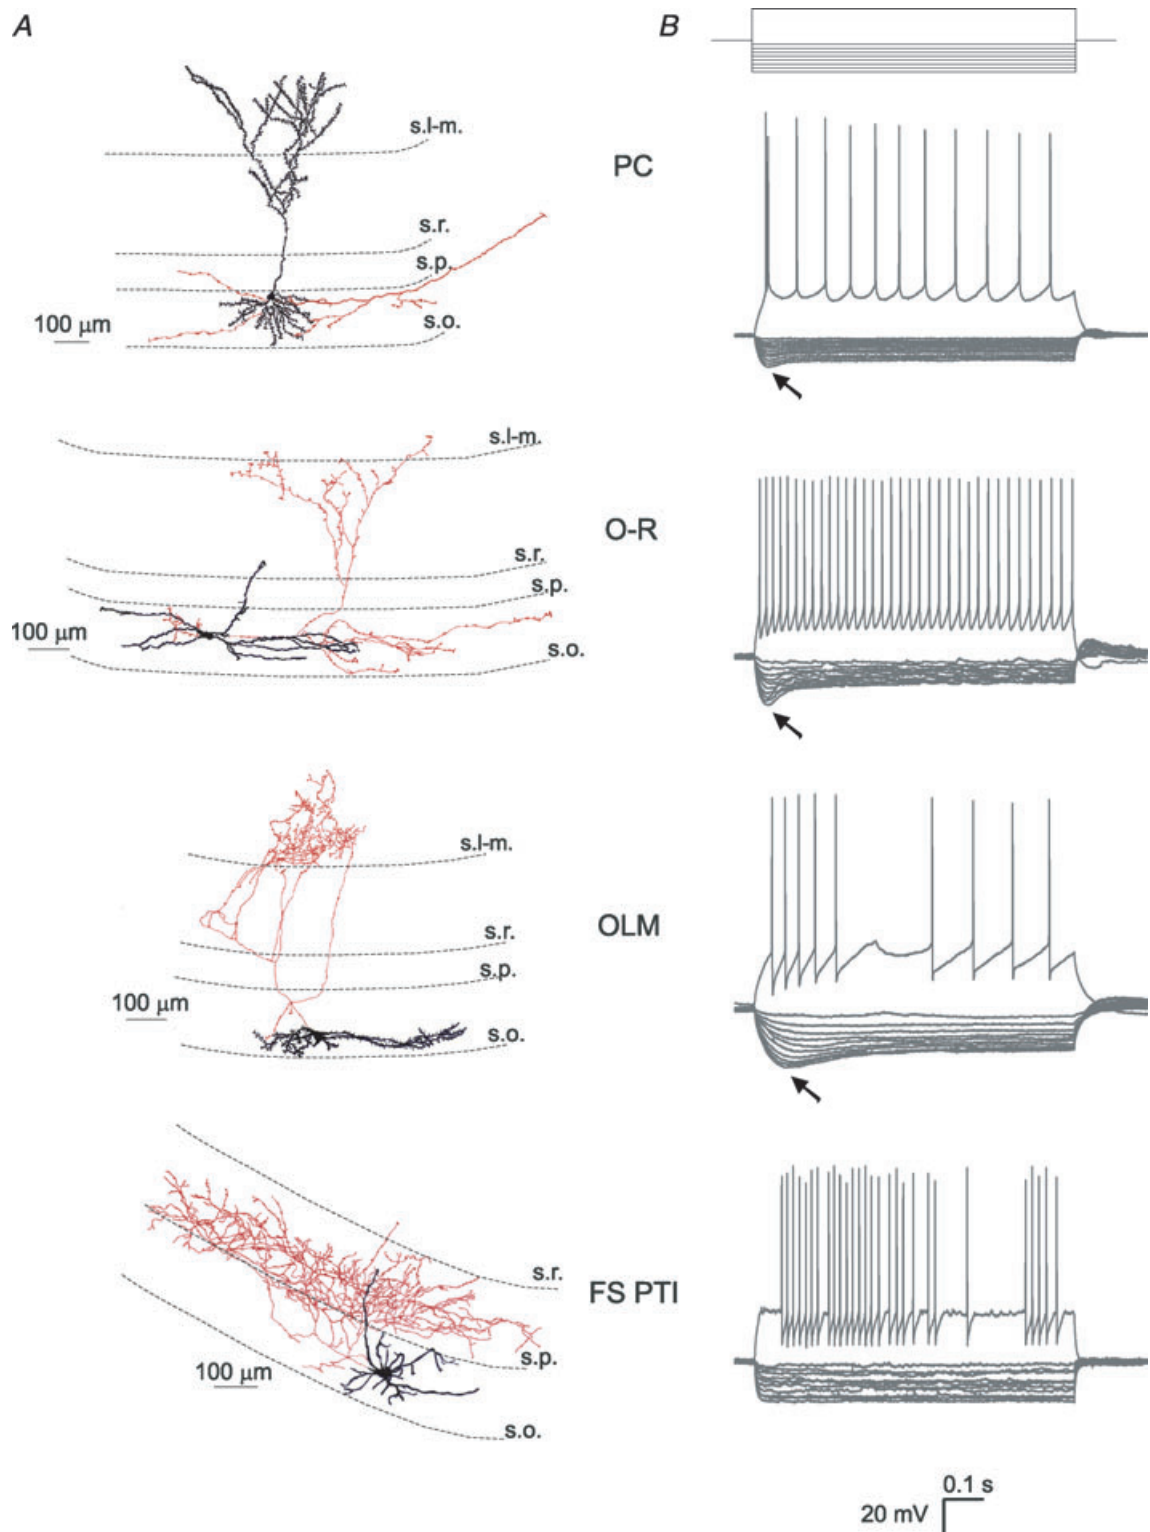 A
B
s.l-m.
PC
s.r.
s.p.
100 μm
s.o.
s.l-m.
O-R
s.r.
s.p.
100 μm
s.o.
s.l-m.
OLM
s.r.
s.p.
100 μm
s.o.
FS PTI
s.r.
s.p.
100 μm
s.o.
0.1 s
20 mV